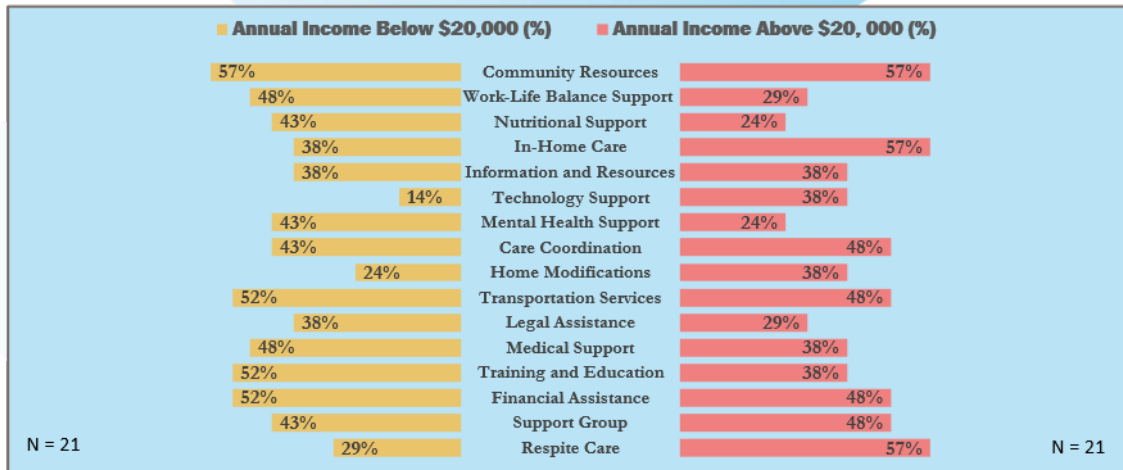 Annual Income Below $20,000 (%) Annual Income Above $20, 000 (%)
57% Community Resources 57%
48% Work-Life Balance Support 29%
43% Nutritional Support 24%
38% In-Home Care 57%
38% Information and Resources 38%
14% Technology Support 38%
43% Mental Health Support 24%
43% Care Coordination 48%
24% Home Modifications 38%
52% Transportation Services 48%
38% Legal Assistance 29%
48% Medical Support 38%
52% Training and Education 38%
52% Financial Assistance 48%
43% Support Group 48%
N = 21 29% Respite Care 57% N = 21